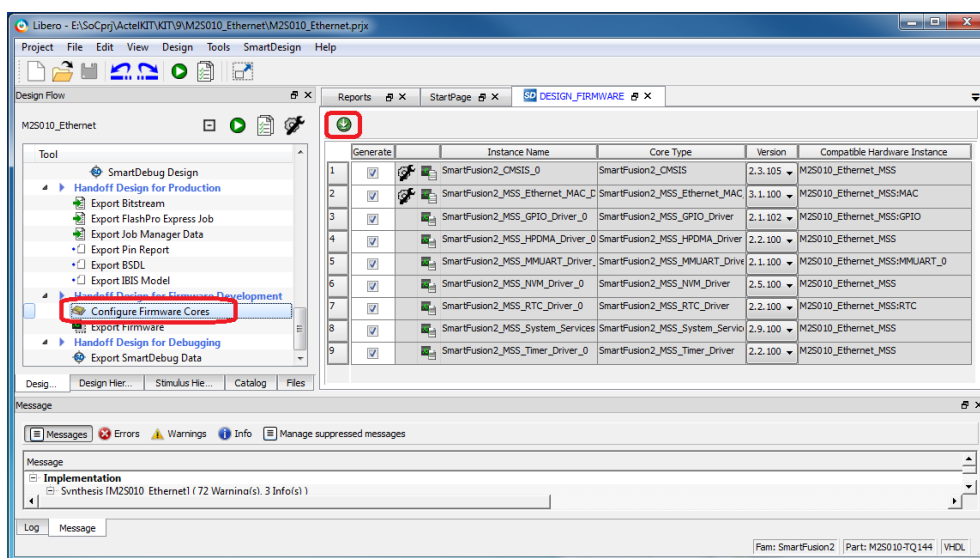 Libero - E:\SoCprj\ActelKIT\KIT\9\M2S010_Ethernet\M2S010_Ethernet.prjx
Project File Edit View Design Tools SmartDesign Help
Design Flow
Reports StartPage SD DESIGN_FIRMWARE
M2S010_Ethernet
Tool
SmartDebug Design
Handoff Design for Production
Export Bitstream
Export FlashPro Express Job
Export Job Manager Data
Export Pin Report
Export BSDL
Export IBIS Model
Handoff Design for Firmware Development
Configure Firmware Cores
Export Firmware
Handoff Design for Debugging
Export SmartDebug Data
Desig... Design Hier... Stimulus Hie... Catalog Files
Generate Instance Name Core Type Version Compatible Hardware Instance
1 SmartFusion2_CMSIS_0 SmartFusion2_CMSIS 2.3.105 M2S010_Ethernet_MSS
2 SmartFusion2_MSS_Ethernet_MAC_D SmartFusion2_MSS_Ethernet_MAC 3.1.100 M2S010_Ethernet_MSS:MAC
3 SmartFusion2_MSS_GPIO_Driver_0 SmartFusion2_MSS_GPIO_Driver 2.1.102 M2S010_Ethernet_MSS:GPIO
4 SmartFusion2_MSS_HPDMA_Driver_0 SmartFusion2_MSS_HPDMA_Driver 2.2.100 M2S010_Ethernet_MSS
5 SmartFusion2_MSS_MMUART_Driver_ SmartFusion2_MSS_MMUART_Drive 2.1.100 M2S010_Ethernet_MSS:MMUART_0
6 SmartFusion2_MSS_NVM_Driver_0 SmartFusion2_MSS_NVM_Driver 2.5.100 M2S010_Ethernet_MSS
7 SmartFusion2_MSS_RTC_Driver_0 SmartFusion2_MSS_RTC_Driver 2.2.100 M2S010_Ethernet_MSS:RTC
8 SmartFusion2_MSS_System_Services SmartFusion2_MSS_System_Servic 2.9.100 M2S010_Ethernet_MSS
9 SmartFusion2_MSS_Timer_Driver_0 SmartFusion2_MSS_Timer_Driver 2.2.100 M2S010_Ethernet_MSS
Message
Messages Errors Warnings Info Manage suppressed messages
Message
Implementation
Synthesis [M2S010_Ethernet] ( 72 Warning(s), 3 Info(s) )
Log Message
Fam: SmartFusion2 Part: M2S010-TQ144 VHDL